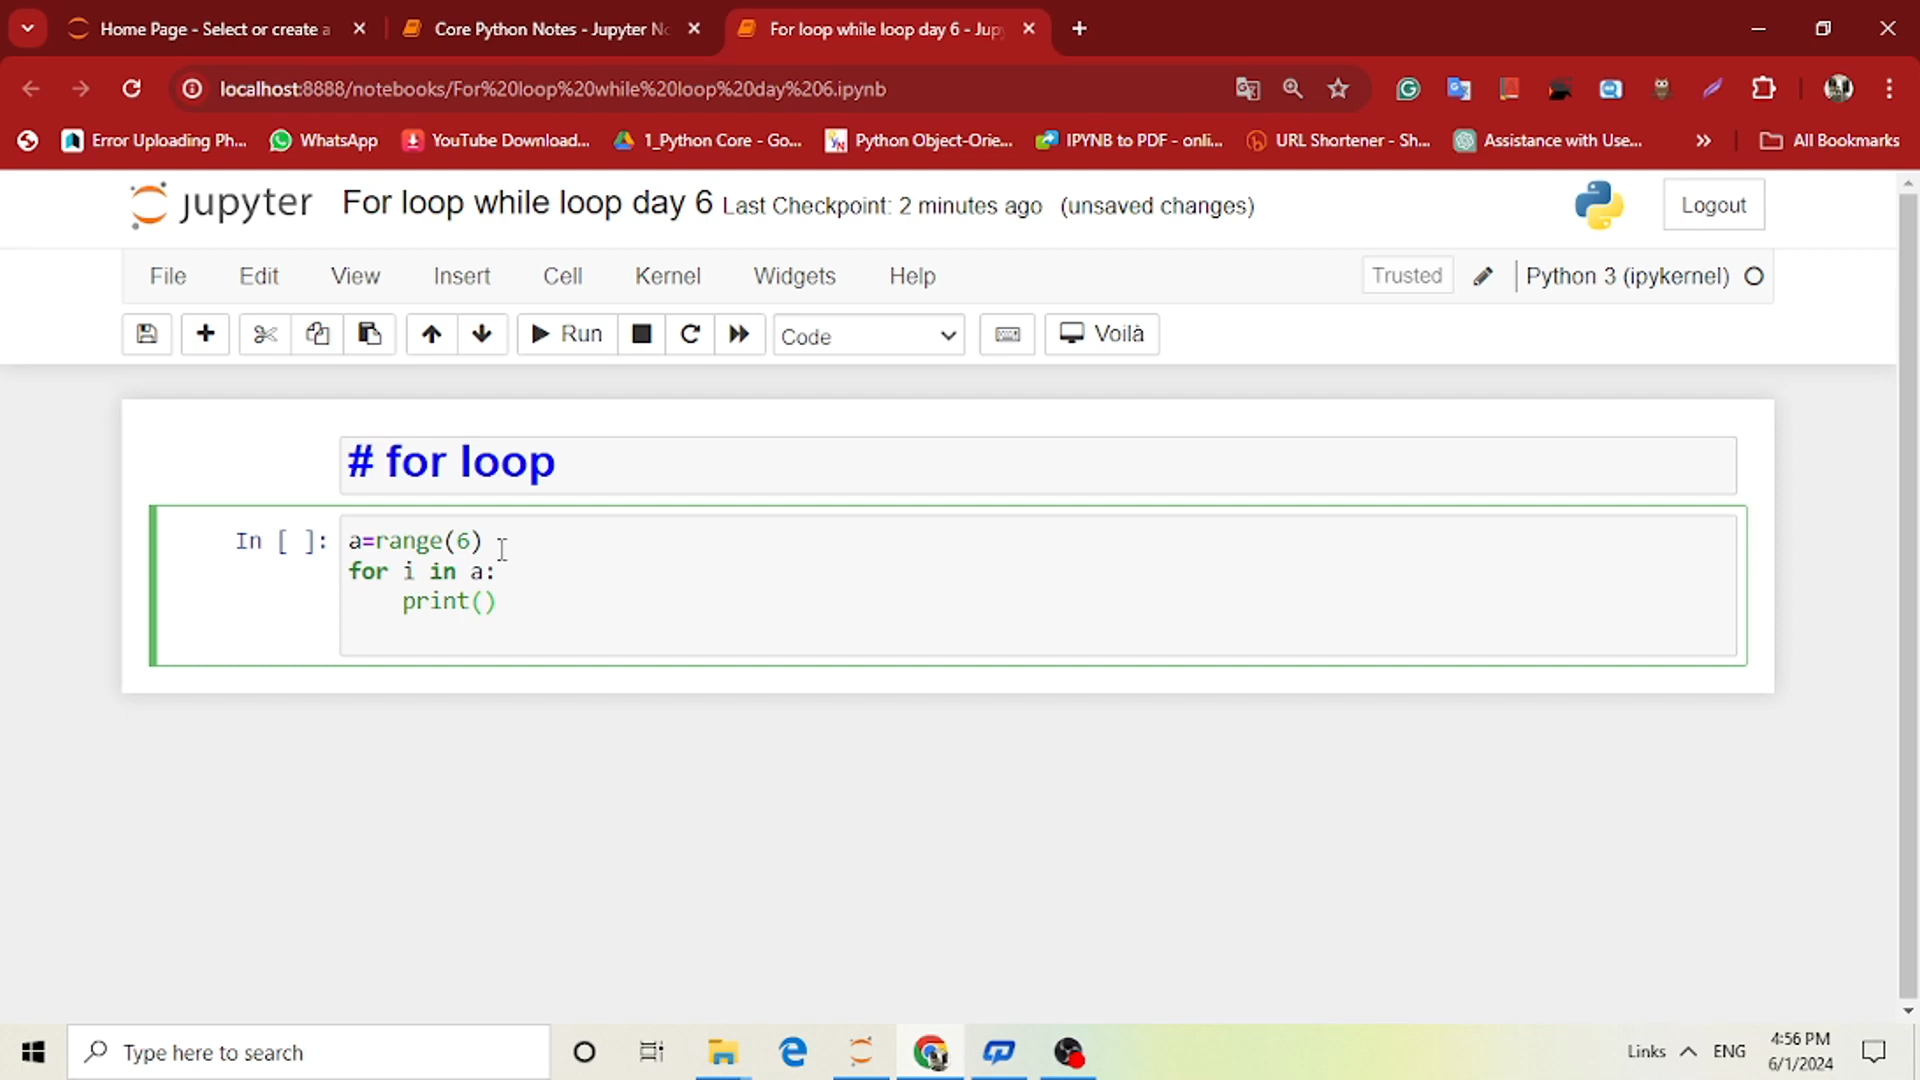 Home Page - Select or create a
Core Python Notes - Jupyter No
For loop while loop day 6 - Jup
localhost:8888/notebooks/For%20loop%20while%20loop%20day%206.ipynb
Error Uploading Ph...
WhatsApp
YouTube Download...
1_Python Core - Go...
Python Object-Orie...
IPYNB to PDF - onli...
URL Shortener - Sh...
Assistance with Use...
All Bookmarks
jupyter For loop while loop day 6 Last Checkpoint: 2 minutes ago (unsaved changes)
Logout
File Edit View Insert Cell Kernel Widgets Help
Trusted
Python 3 (ipykernel)
Run
Code
Voilà
# for loop
In [ ]: a=range(6)
for i in a:
    print()
Type here to search
Links
ENG
4:56 PM
6/1/2024